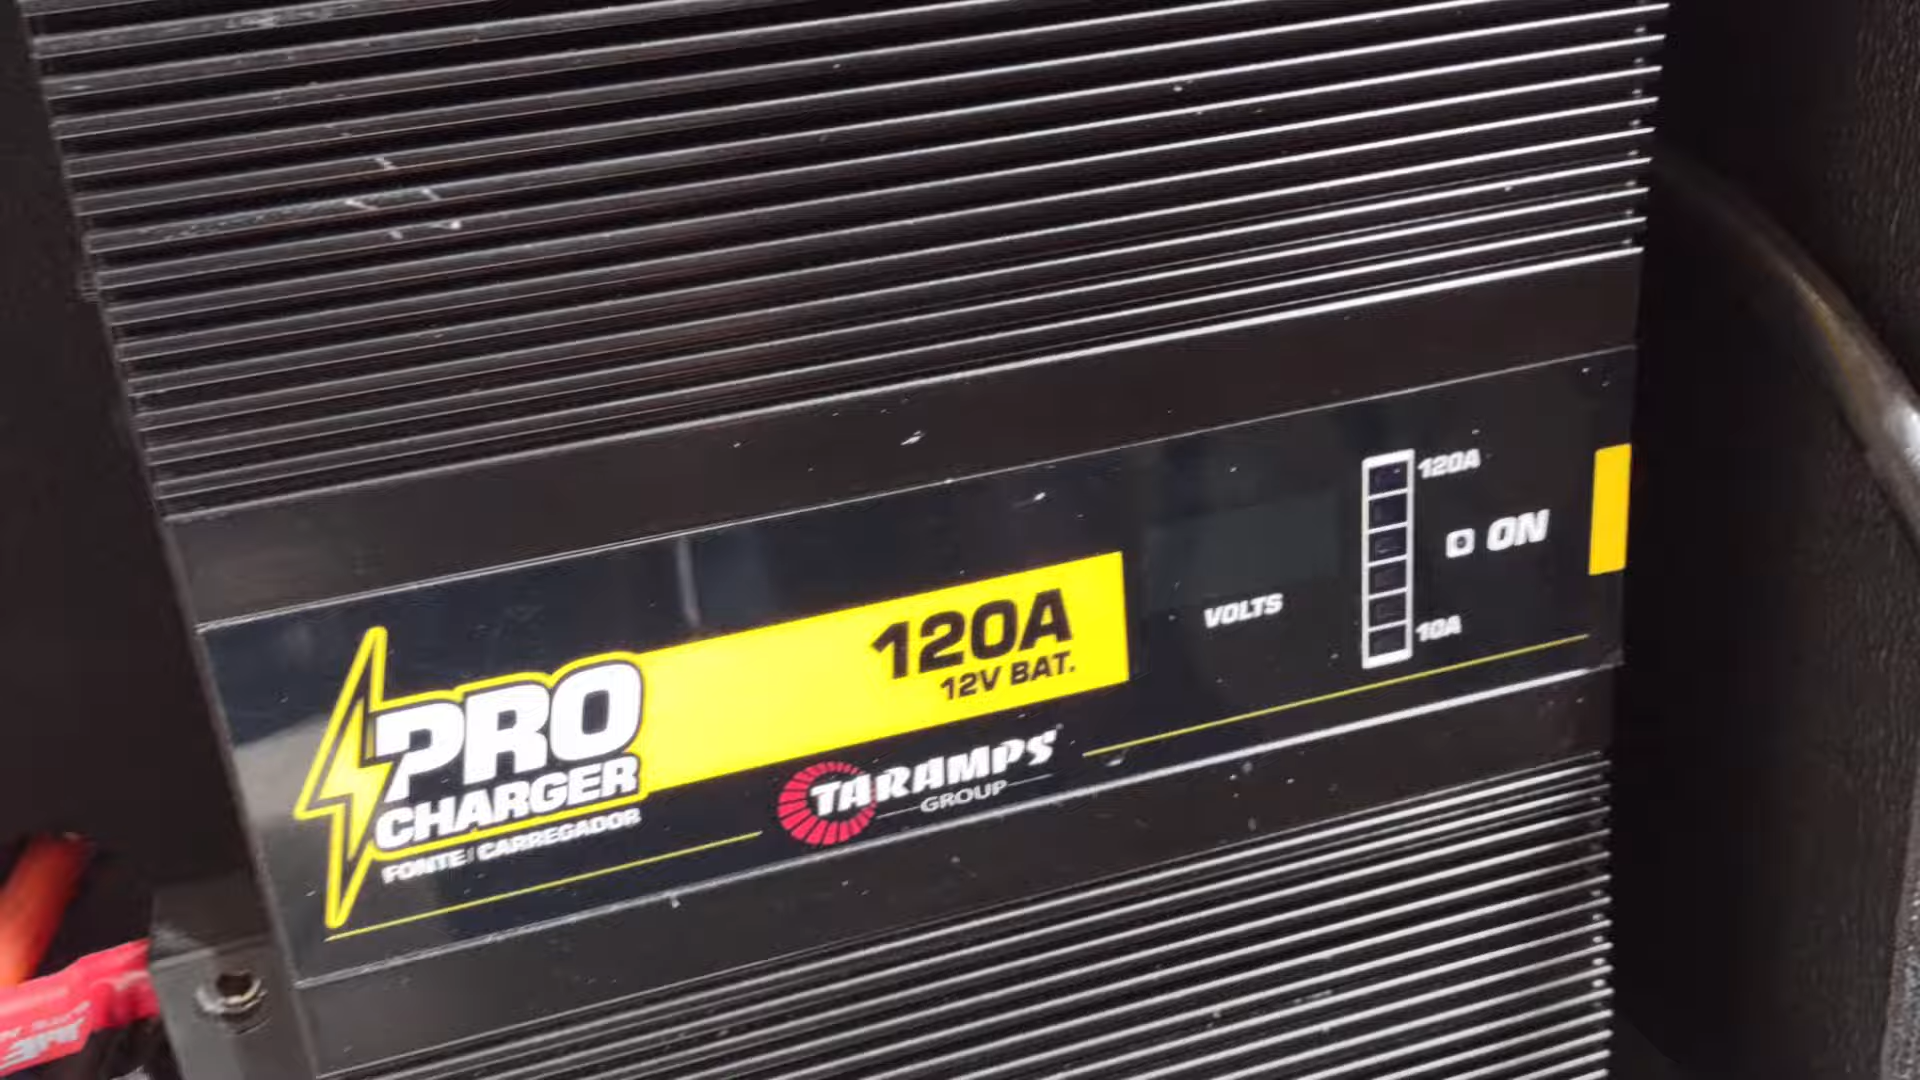 120A
ON
10A
VOLTS
120A
12V BAT.
PRO
CHARGER
FONTE | CARREGADOR
TARAMPS
GROUP